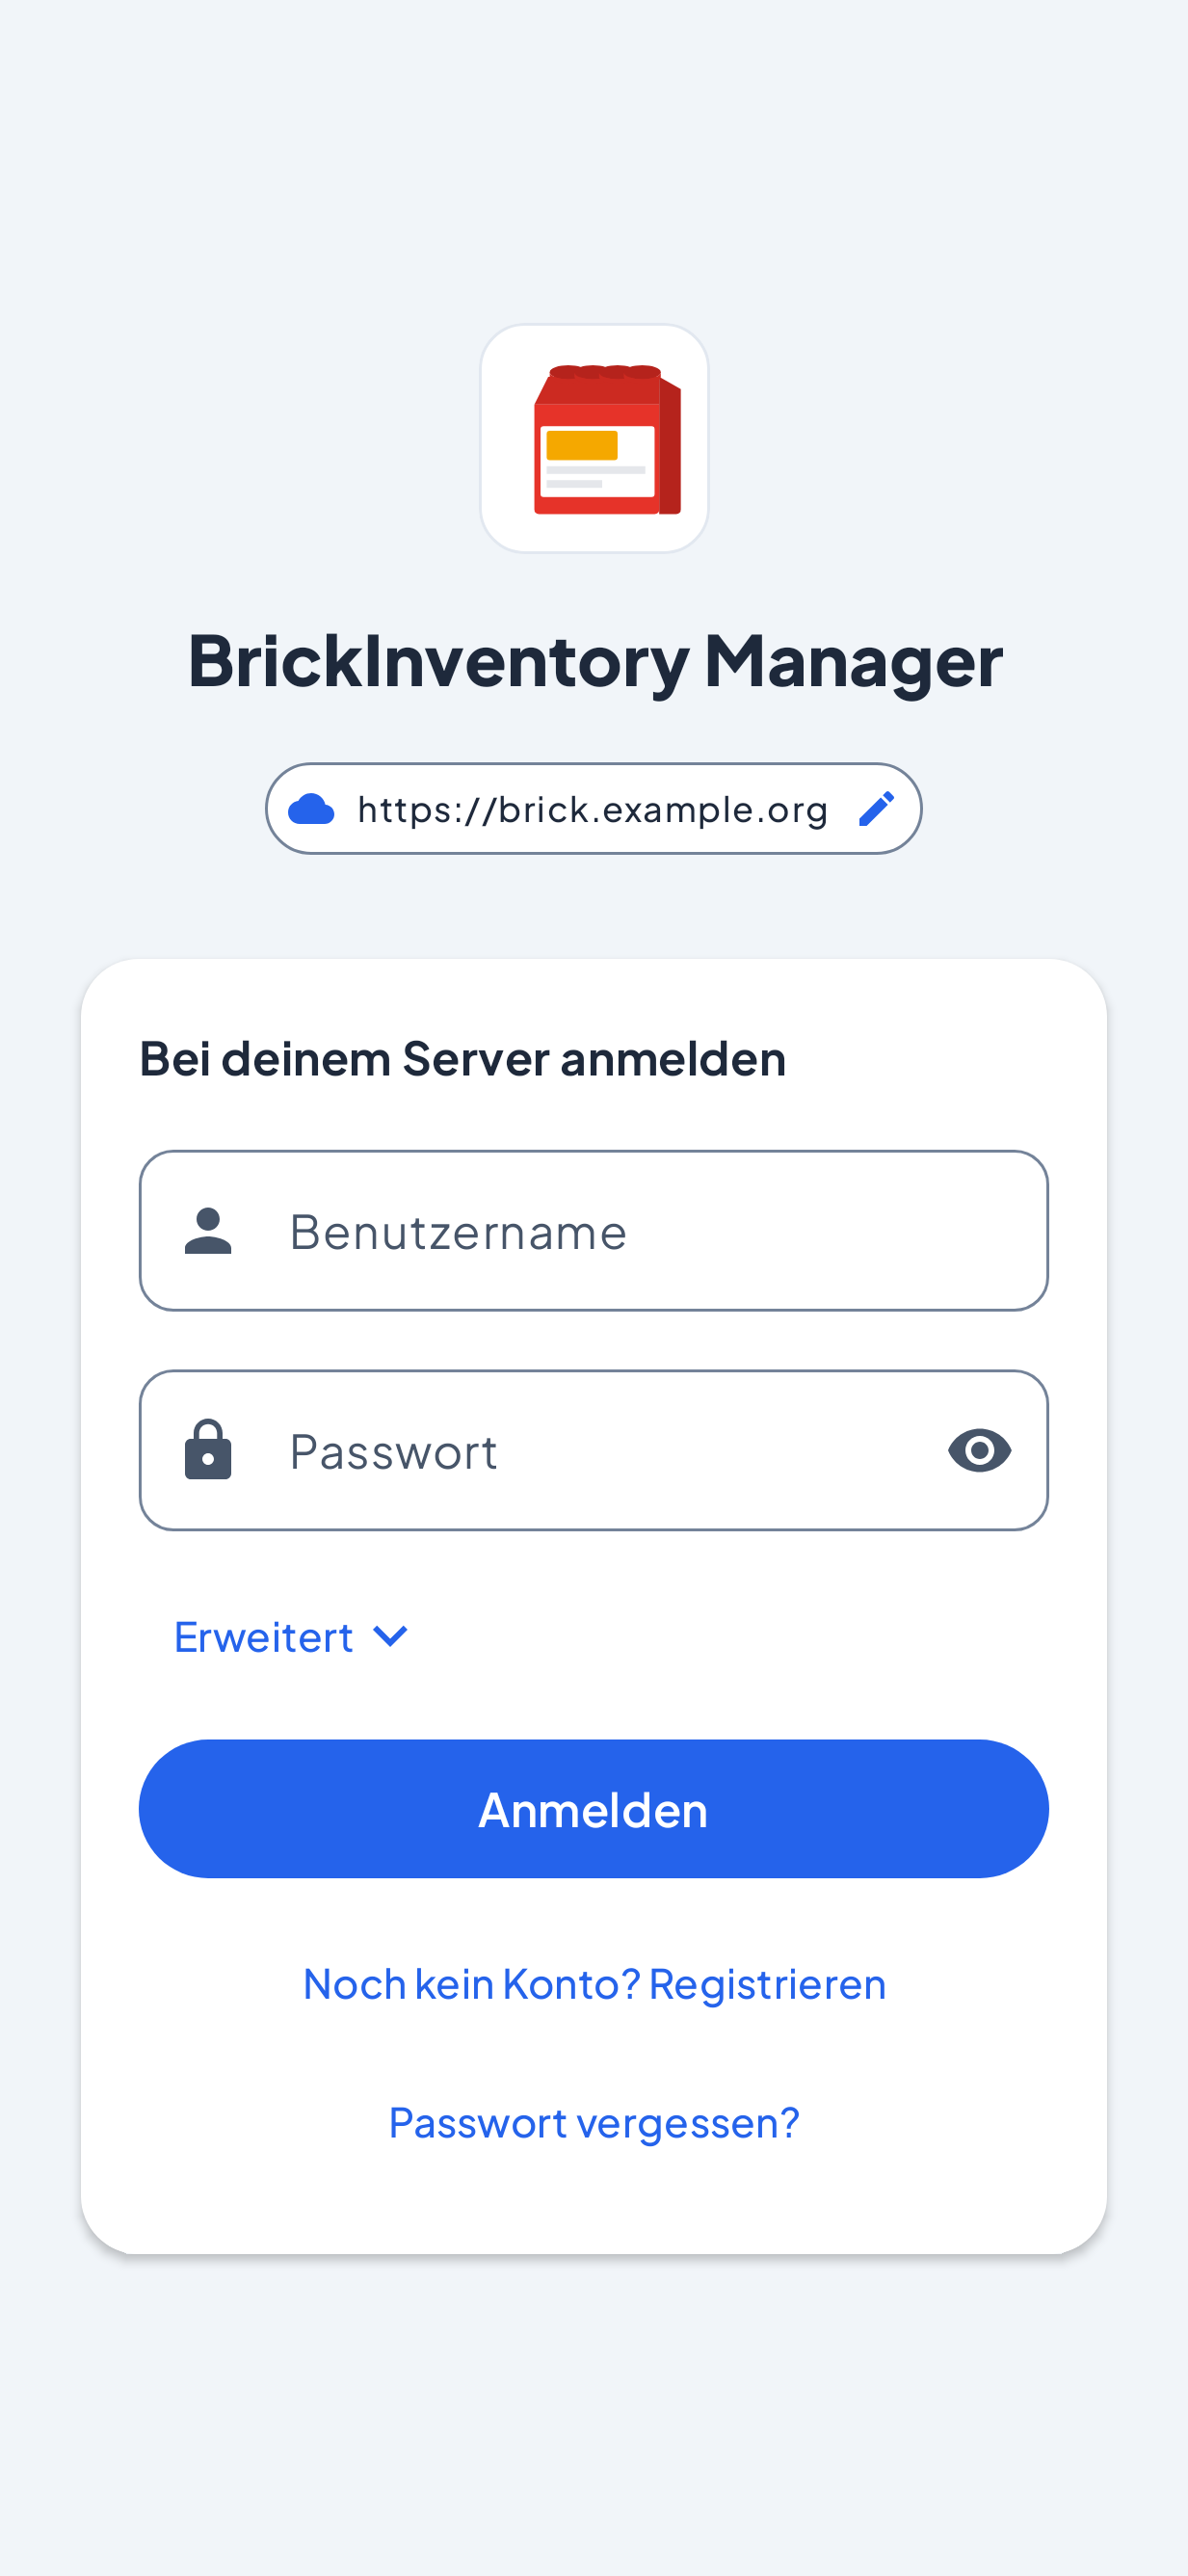 BrickInventory Manager
https://brick.example.org
Bei deinem Server anmelden
Benutzername
Passwort
Erweitert
Anmelden
Noch kein Konto? Registrieren
Passwort vergessen?